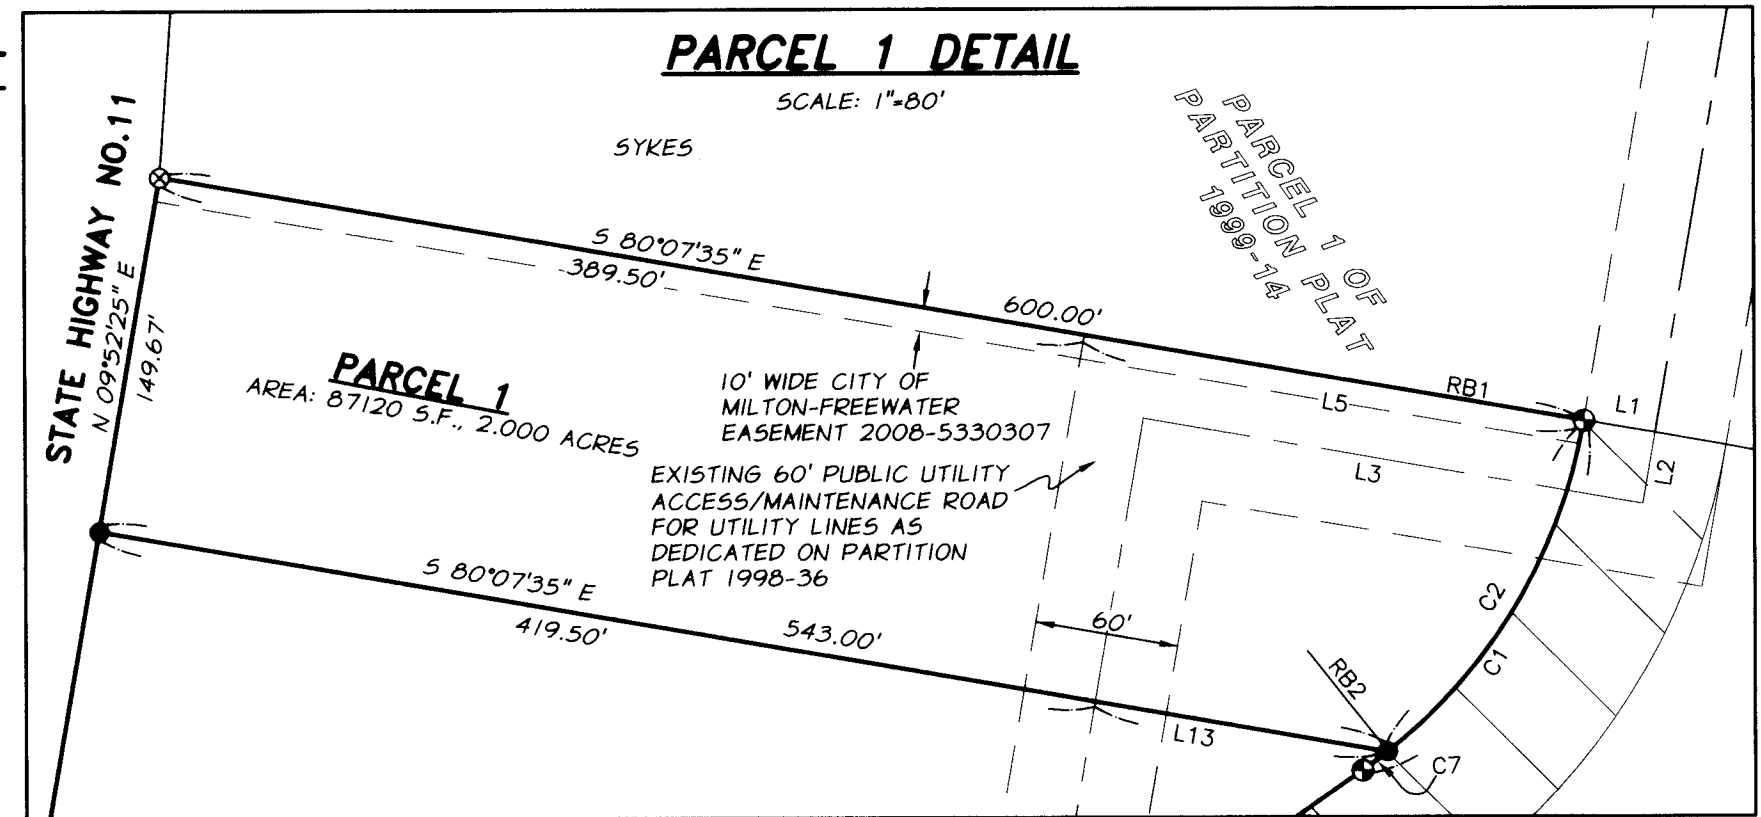 PARCEL 1 DETAIL
SCALE: 1"=80'
SYKES
PARCEL 1 OF
PARTITION PLAT
1999-14
STATE HIGHWAY NO.11
N 09°52'25" E
149.67'
S 80°07'35" E
389.50'
600.00'
PARCEL 1
AREA: 87120 S.F., 2.000 ACRES
10' WIDE CITY OF
MILTON-FREEWATER
EASEMENT 2008-5330307
EXISTING 60' PUBLIC UTILITY
ACCESS/MAINTENANCE ROAD
FOR UTILITY LINES AS
DEDICATED ON PARTITION
PLAT 1998-36
RB1
L1
L5
L3
L2
S 80°07'35" E
419.50'
543.00'
60'
C2
C1
RB2
L13
C7